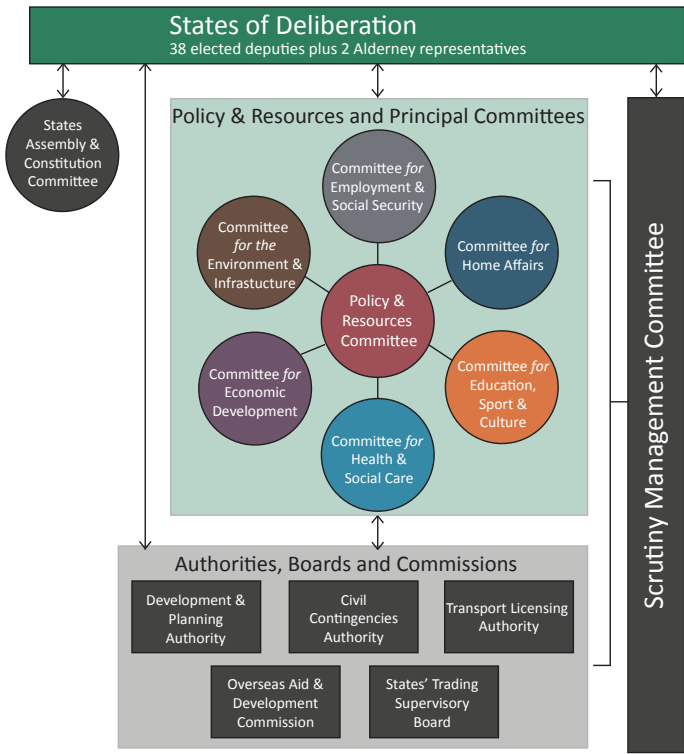 States of Deliberation
38 elected deputies plus 2 Alderney representatives
States
Assembly &
Constitution
Committee
Policy & Resources and Principal Committees
Committee for
Employment &
Social Security
Committee
for the
Environment &
Infrastucture
Committee for
Home Affairs
Policy &
Resources
Committee
Committee for
Economic
Development
Committee for
Education,
Sport &
Culture
Committee for
Health &
Social Care
Scrutiny Management Committee
Authorities, Boards and Commissions
Development &
Planning
Authority
Civil
Contingencies
Authority
Transport Licensing
Authority
Overseas Aid &
Development
Commission
States' Trading
Supervisory
Board